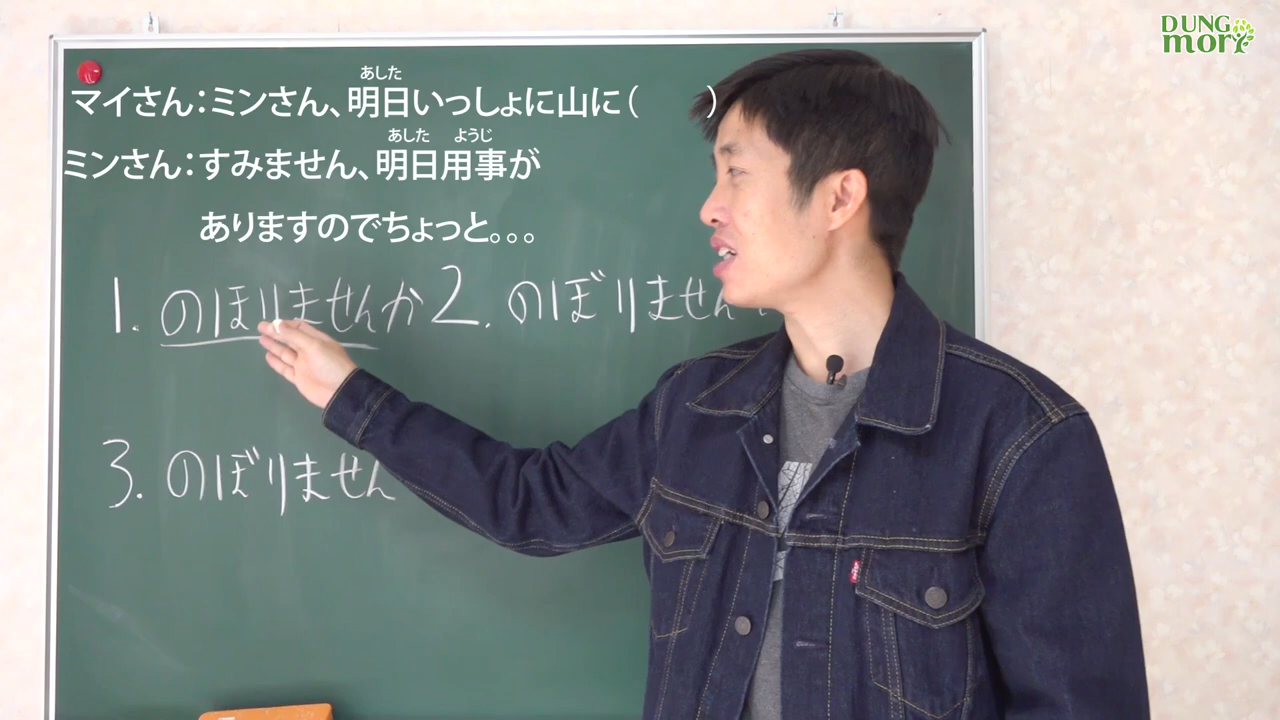 DUNG
mori
あした
マイさん：ミンさん、明日いっしょに山に（　　）
あした ようじ
ミンさん：すみません、明日用事が
ありますのでちょっと。。。
1. のほりませんか 2. のぼりません
3. のぼりません